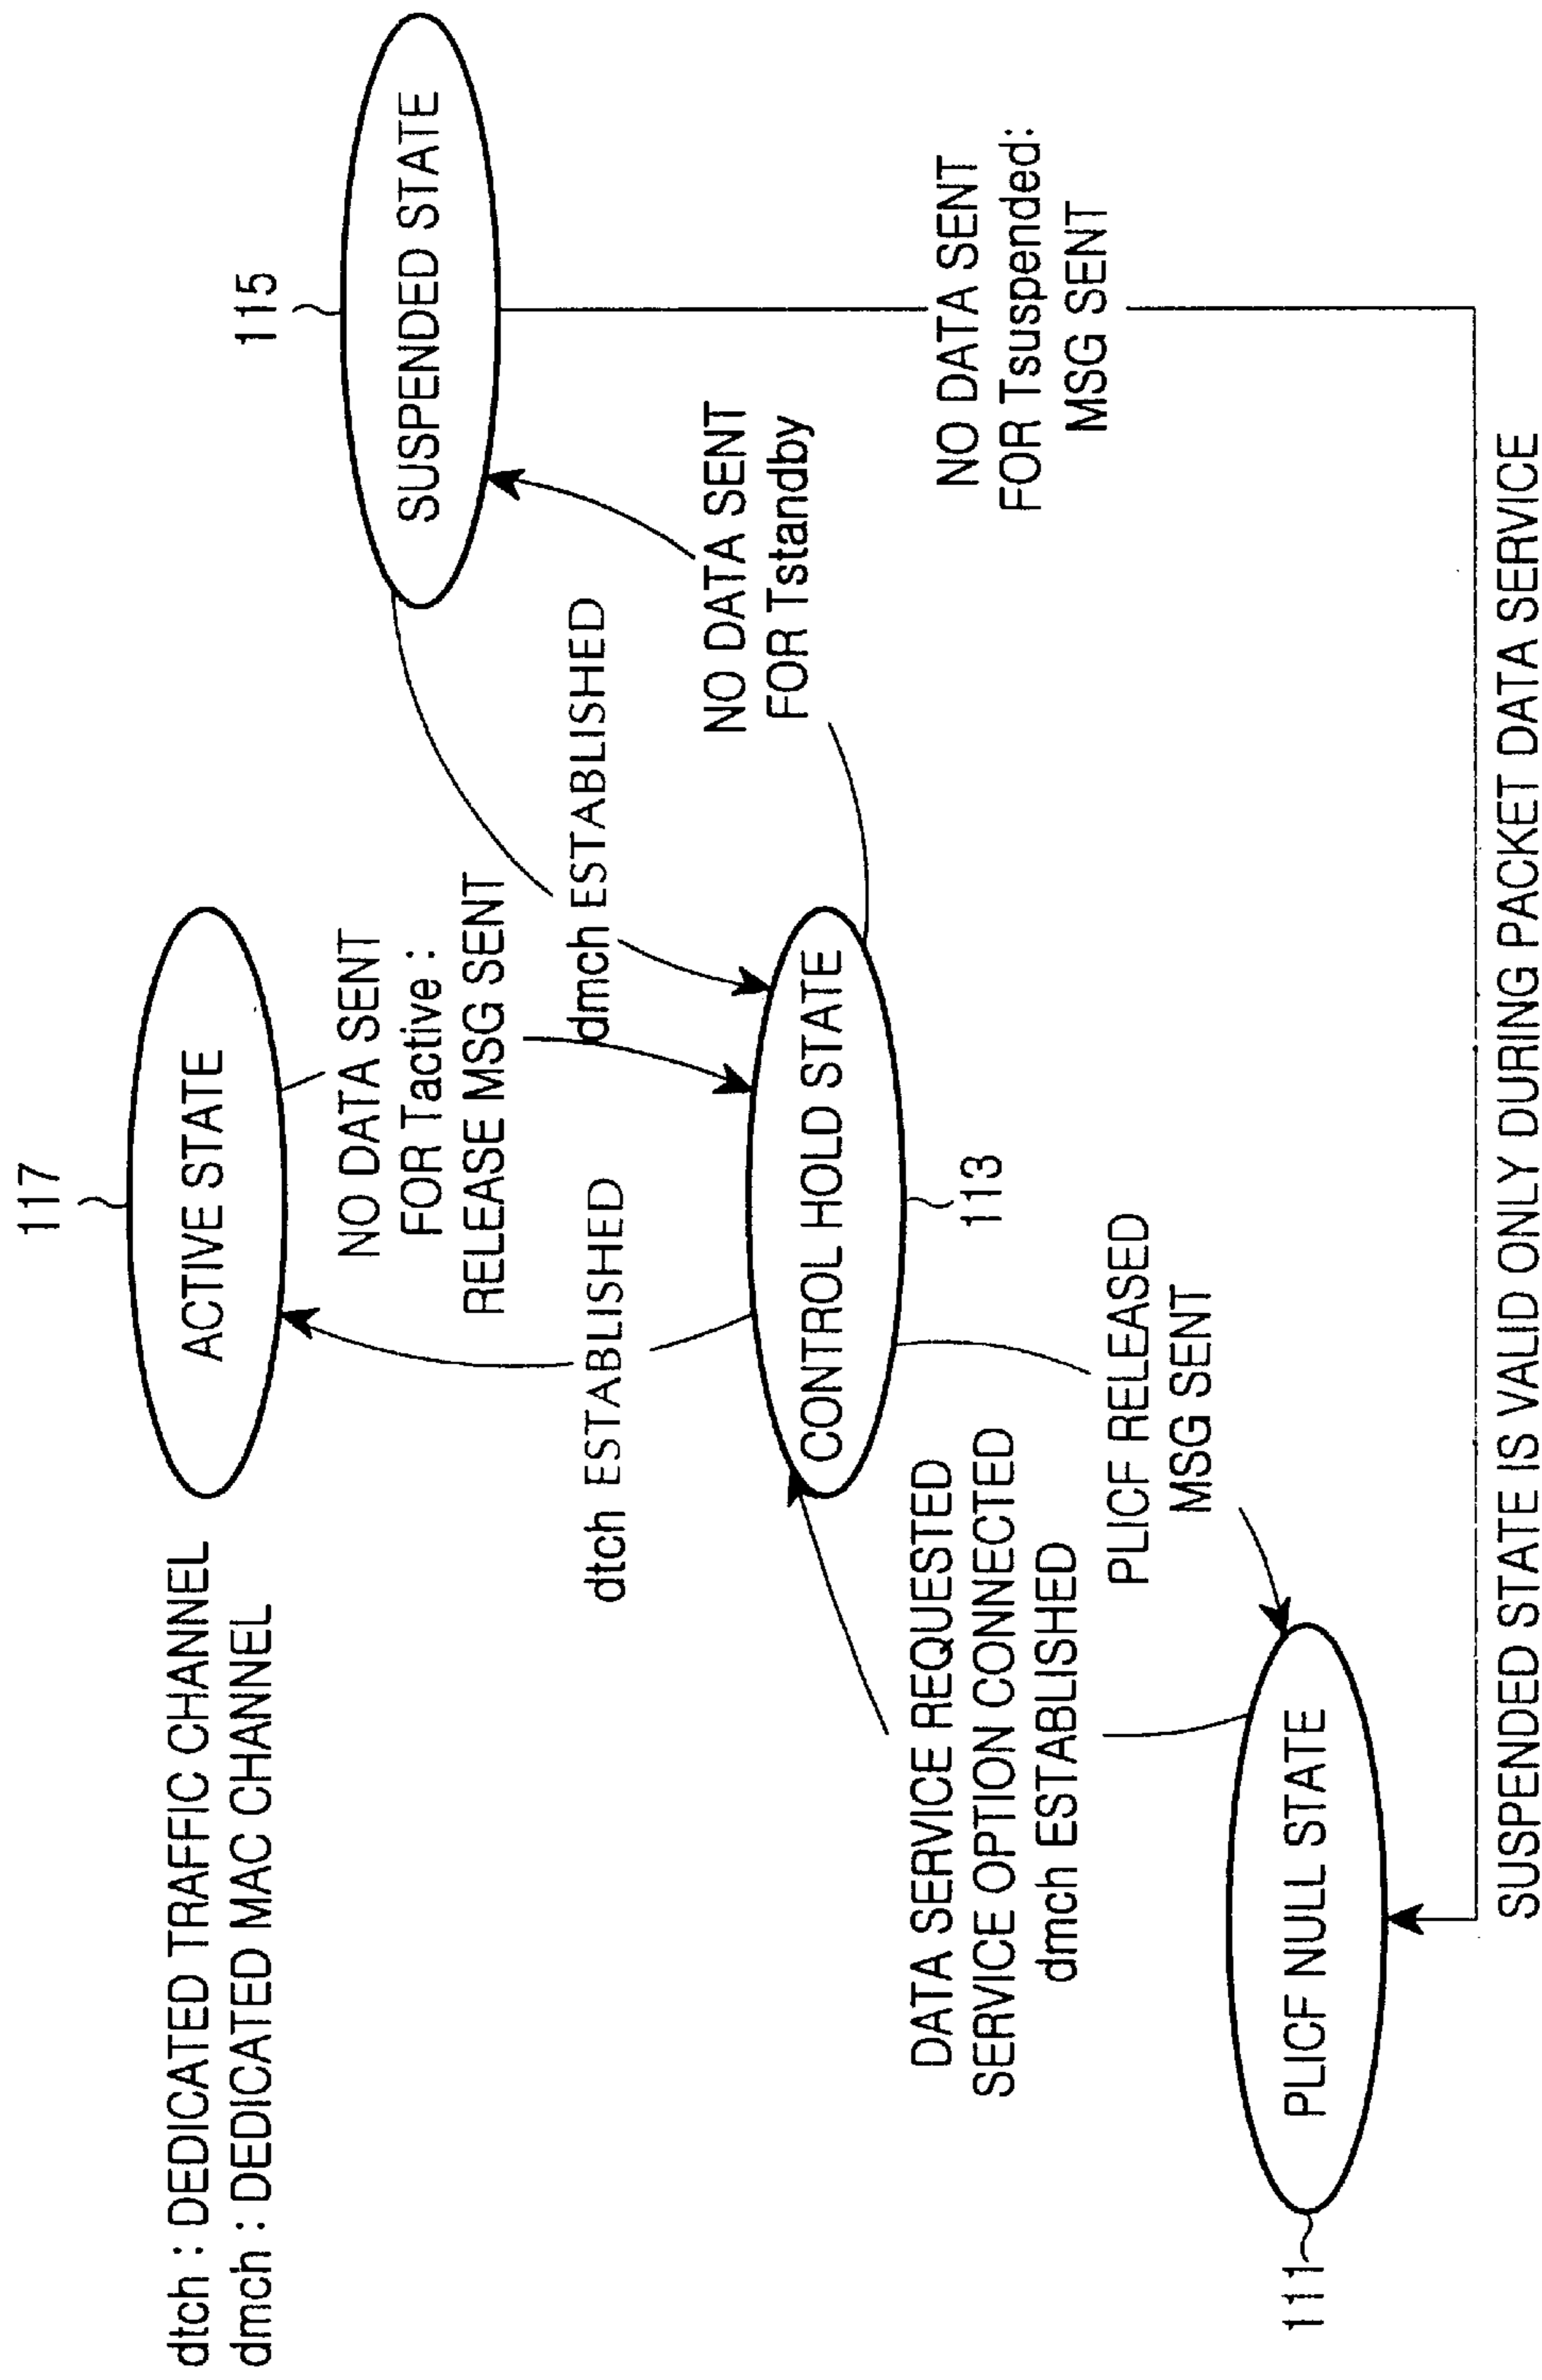 117
ACTIVE STATE
dtch : DEDICATED TRAFFIC CHANNEL
dmch : DEDICATED MAC CHANNEL
115
SUSPENDED STATE
NO DATA SENT
FOR Tactive :
RELEASE MSG SENT
dtch ESTABLISHED
dmch ESTABLISHED
NO DATA SENT
FOR Tstandby
CONTROL HOLD STATE
113
NO DATA SENT
FOR Tsuspended:
MSG SENT
DATA SERVICE REQUESTED
SERVICE OPTION CONNECTED
dmch ESTABLISHED
PLICF RELEASED
MSG SENT
PLICF NULL STATE
111
SUSPENDED STATE IS VALID ONLY DURING PACKET DATA SERVICE